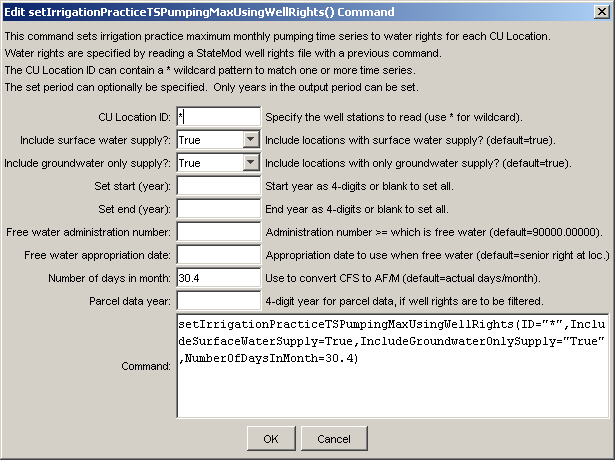 Edit setIrrigationPracticeTSPumpingMaxUsingWellRights() Command
This command sets irrigation practice maximum monthly pumping time series to water rights for each CU Location.
Water rights are specified by reading a StateMod well rights file with a previous command.
The CU Location ID can contain a * wildcard pattern to match one or more time series.
The set period can optionally be specified. Only years in the output period can be set.
CU Location ID: * Specify the well stations to read (use * for wildcard).
Include surface water supply?: True Include locations with surface water supply? (default=true).
Include groundwater only supply?: True Include locations with only groundwater supply? (default=true).
Set start (year): Start year as 4-digits or blank to set all.
Set end (year): End year as 4-digits or blank to set all.
Free water administration number: Administration number >= which is free water (default=90000.00000).
Free water appropriation date: Appropriation date to use when free water (default=senior right at loc.)
Number of days in month: 30.4 Use to convert CFS to AF/M (default=actual days/month).
Parcel data year: 4-digit year for parcel data, if well rights are to be filtered.
Command: setIrrigationPracticeTSPumpingMaxUsingWellRights(ID="*",Inclu
deSurfaceWaterSupply=True,IncludeGroundwaterOnlySupply="True"
,NumberOfDaysInMonth=30.4)
OK Cancel